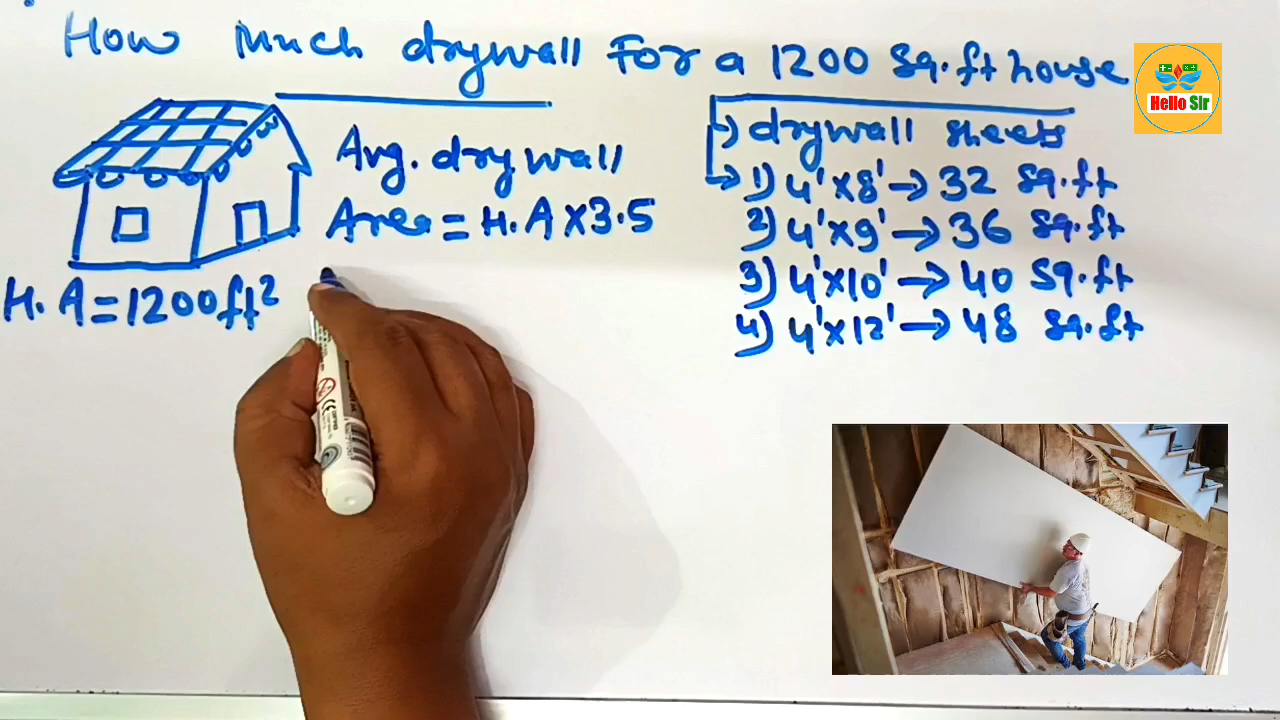 How Much drywall For a 1200 Sq.ft house
Hello Sir
Avg. drywall
Area = H.A x 3.5
H.A = 1200ft²
→ drywall sheets
→ 1) 4'x8' → 32 sq.ft
2) 4'x9' → 36 sq.ft
3) 4'x10' → 40 sq.ft
4) 4'x12' → 48 sq.ft